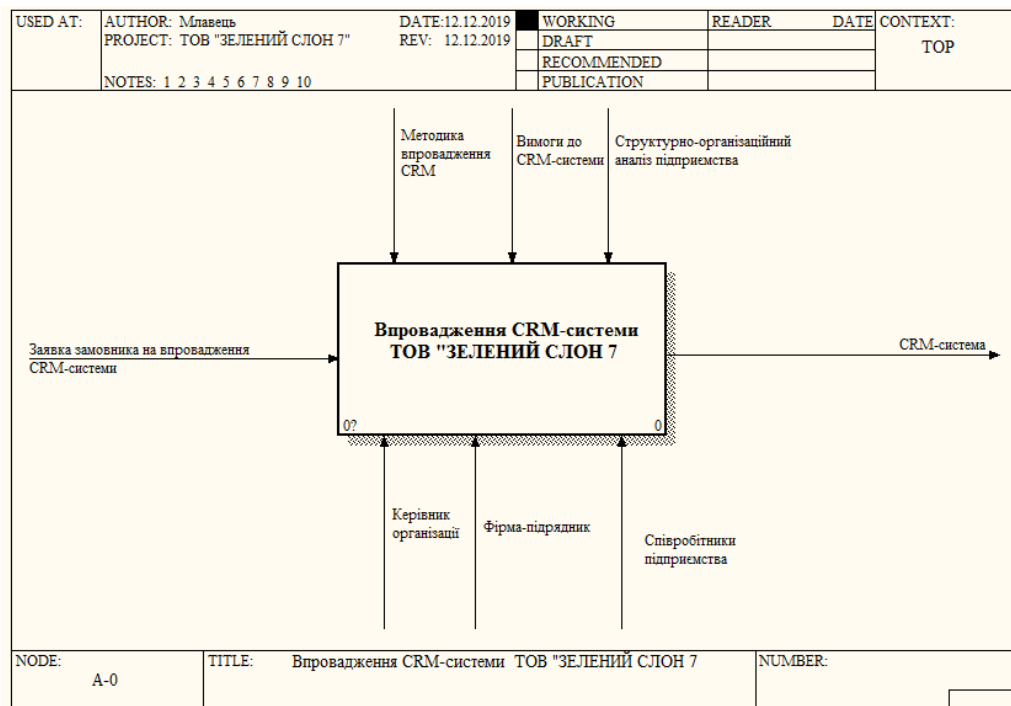 USED AT:
AUTHOR: Млавець
DATE:12.12.2019
WORKING
READER
DATE
CONTEXT:
PROJECT: ТОВ "ЗЕЛЕНИЙ СЛОН 7"
REV: 12.12.2019
DRAFT
TOP
RECOMMENDED
NOTES: 1 2 3 4 5 6 7 8 9 10
PUBLICATION
Методика
впровадження
CRM
Вимоги до
CRM-системи
Структурно-організаційний
аналіз підприємства
Впровадження CRM-системи
ТОВ "ЗЕЛЕНИЙ СЛОН 7
0?
0
Заявка замовника на впровадження
CRM-системи
CRM-система
Керівник
організації
Фірма-підрядник
Співробітники
підприємства
NODE:
A-0
TITLE:
Впровадження CRM-системи ТОВ "ЗЕЛЕНИЙ СЛОН 7
NUMBER: